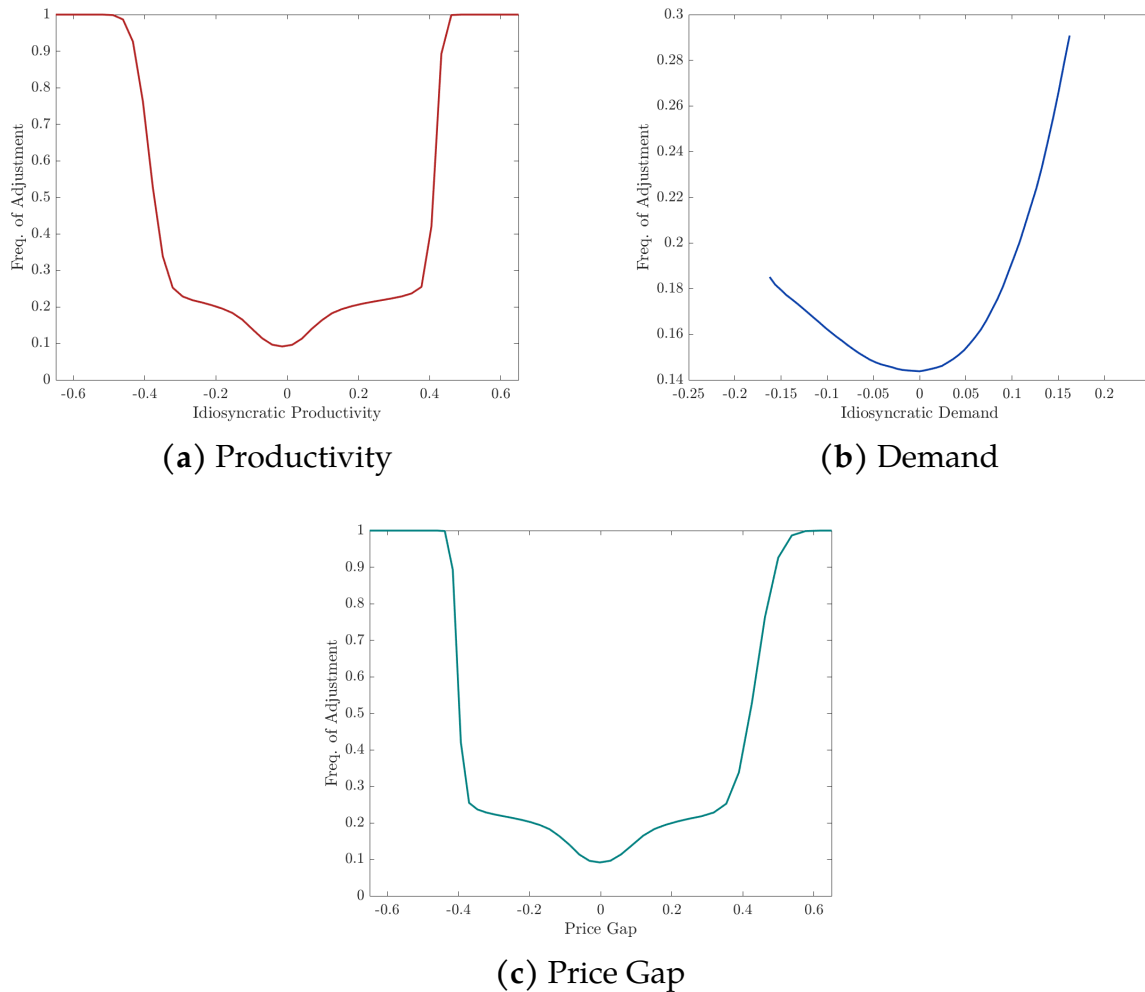 1
0.9
0.8
0.7
0.6
0.5
0.4
0.3
0.2
0.1
0
Freq. of Adjustment
-0.6 -0.4 -0.2 0 0.2 0.4 0.6
Idiosyncratic Productivity
(a) Productivity
0.3
0.28
0.26
0.24
0.22
0.2
0.18
0.16
0.14
Freq. of Adjustment
-0.25 -0.2 -0.15 -0.1 -0.05 0 0.05 0.1 0.15 0.2
Idiosyncratic Demand
(b) Demand
1
0.9
0.8
0.7
0.6
0.5
0.4
0.3
0.2
0.1
0
Freq. of Adjustment
-0.6 -0.4 -0.2 0 0.2 0.4 0.6
Price Gap
(c) Price Gap